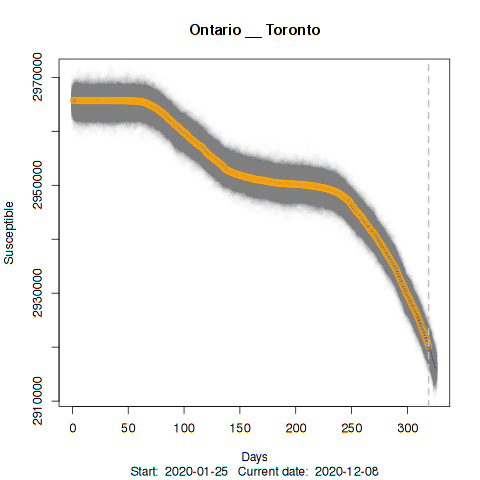 Ontario __ Toronto
Susceptible
2970000
2950000
2930000
2910000
0 50 100 150 200 250 300
Days
Start: 2020-01-25 Current date: 2020-12-08